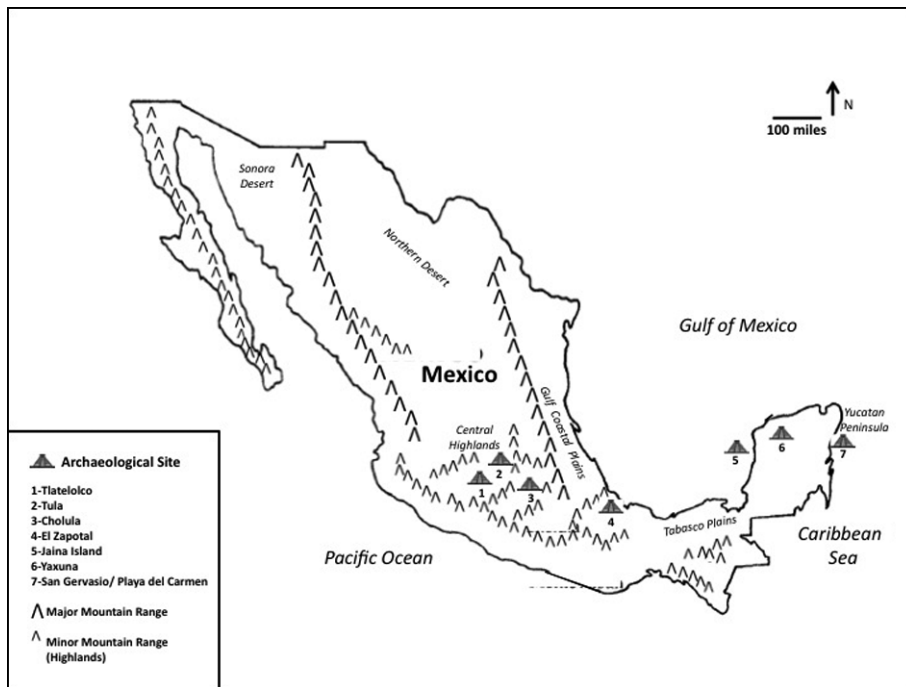 N
100 miles
Sonora
Desert
Northern Desert
Gulf of Mexico
Mexico
Gulf Coastal Plains
Central
Highlands
Yucatan
Peninsula
1
2
3
4
5
6
7
Tabasco Plains
Pacific Ocean
Caribbean
Sea
Archaeological Site
1-Tlatelolco
2-Tula
3-Cholula
4-El Zapotal
5-Jaina Island
6-Yaxuna
7-San Gervasio/ Playa del Carmen
Major Mountain Range
Minor Mountain Range
(Highlands)